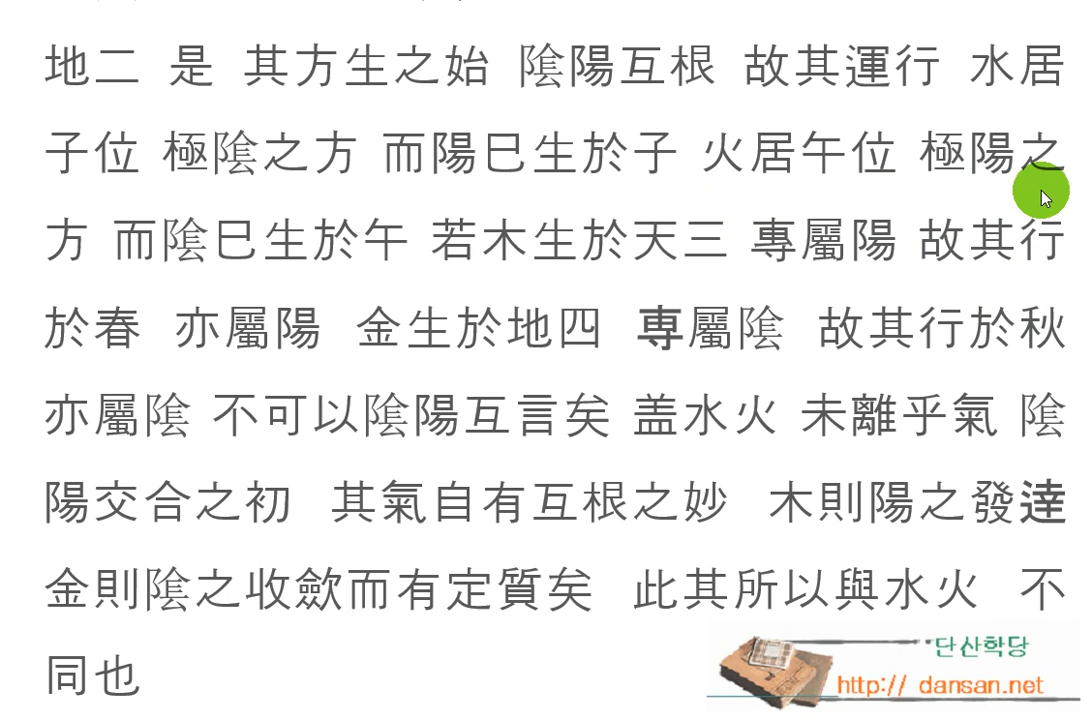 地二 是 其方生之始 陰陽互根 故其運行 水居
子位 極陰之方 而陽巳生於子 火居午位 極陽之
方 而陰巳生於午 若木生於天三 專屬陽 故其行
於春 亦屬陽 金生於地四 専屬陰 故其行於秋
亦屬陰 不可以陰陽互言矣 盖水火 未離乎氣 陰
陽交合之初 其氣自有互根之妙 木則陽之發達
金則陰之收歛而有定質矣 此其所以與水火 不
同也
단산학당
http:// dansan.net